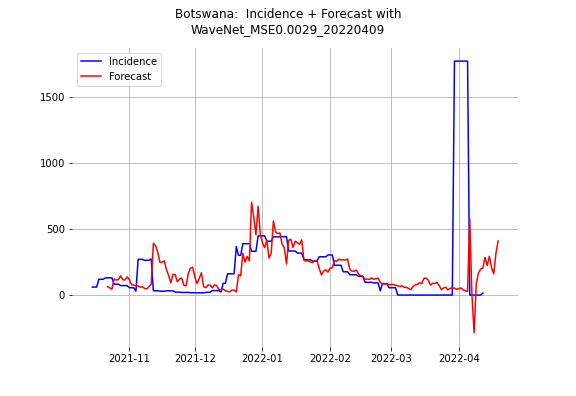 Botswana:  Incidence + Forecast with
WaveNet_MSE0.0029_20220409
Incidence
Forecast
1500
1000
500
0
2021-11
2021-12
2022-01
2022-02
2022-03
2022-04